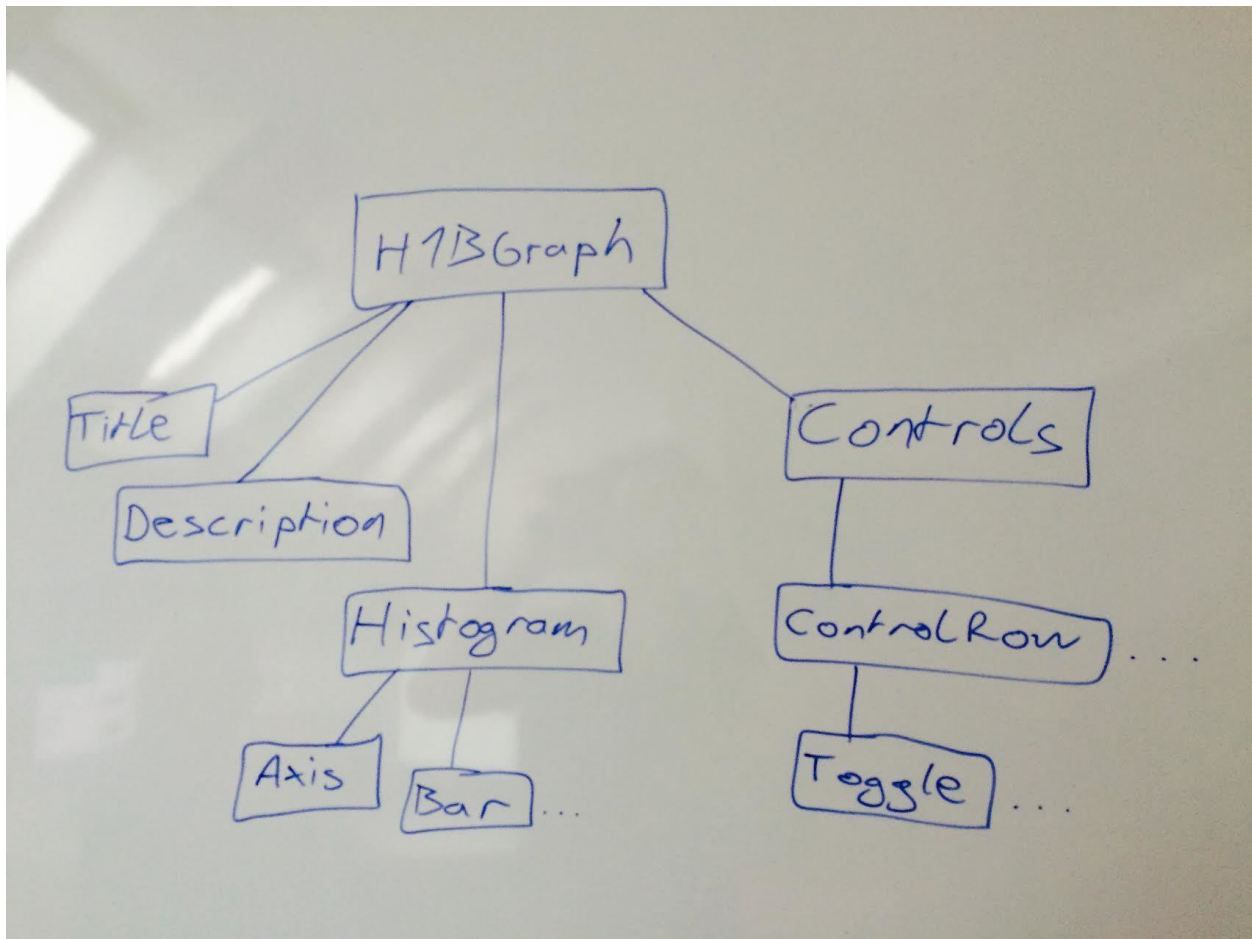 H1BGraph
Title
Controls
Description
Histogram
ControlRow ...
Axis
Bar ...
Toggle ...